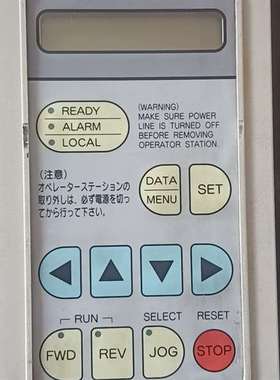 READY
ALARM
LOCAL
(WARNING)
MAKE SURE POWER
LINE IS TURNED OFF
BEFORE REMOVING
OPERATOR STATION.
(注意)
オペレーターステーションの
取り外しは、必ず電源を切っ
てから行って下さい。
DATA
MENU
SET
RUN
SELECT
RESET
FWD
REV
JOG
STOP